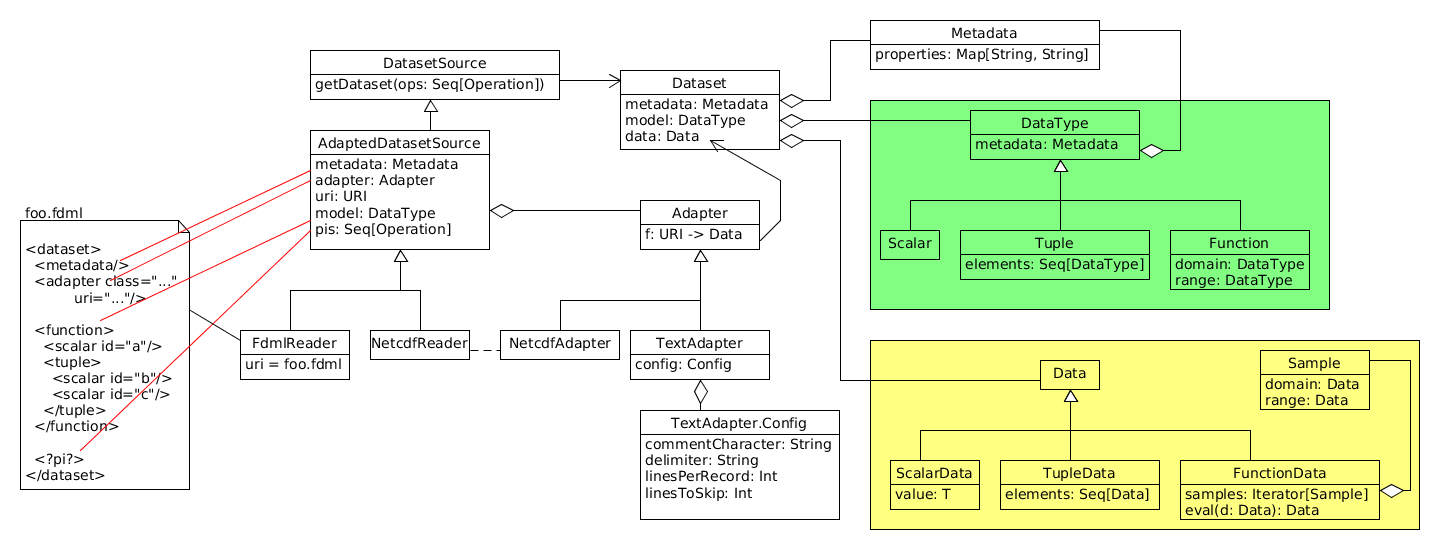 Metadata
properties: Map[String, String]
DatasetSource
getDataset(ops: Seq[Operation])
Dataset
metadata: Metadata
model: DataType
data: Data
DataType
metadata: Metadata
AdaptedDatasetSource
metadata: Metadata
adapter: Adapter
uri: URI
model: DataType
pis: Seq[Operation]
Adapter
f: URI -> Data
Scalar
Tuple
elements: Seq[DataType]
Function
domain: DataType
range: DataType
foo.fdml
<dataset>
<metadata/>
<adapter class="..."
uri="..."/>
<function>
<scalar id="a"/>
<tuple>
<scalar id="b"/>
<scalar id="c"/>
</tuple>
</function>
<?pi?>
</dataset>
FdmlReader
uri = foo.fdml
NetcdfReader
NetcdfAdapter
TextAdapter
config: Config
TextAdapter.Config
commentCharacter: String
delimiter: String
linesPerRecord: Int
linesToSkip: Int
Data
Sample
domain: Data
range: Data
ScalarData
value: T
TupleData
elements: Seq[Data]
FunctionData
samples: Iterator[Sample]
eval(d: Data): Data